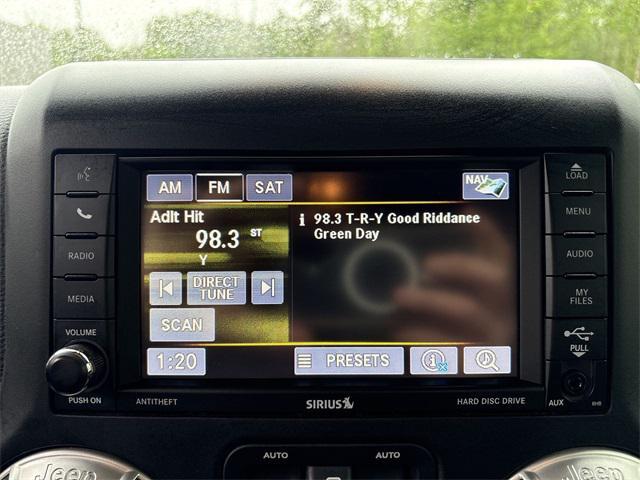 AM FM SAT NAV
Adlt Hit
98.3 ST
Y
i 98.3 T-R-Y Good Riddance
Green Day
DIRECT
TUNE
SCAN
1:20 PRESETS i
RADIO
MEDIA
VOLUME
PUSH ON
LOAD
MENU
AUDIO
MY
FILES
PULL
AUX
ANTITHEFT SIRIUS HARD DISC DRIVE
AUTO AUTO
Jeep Jeep